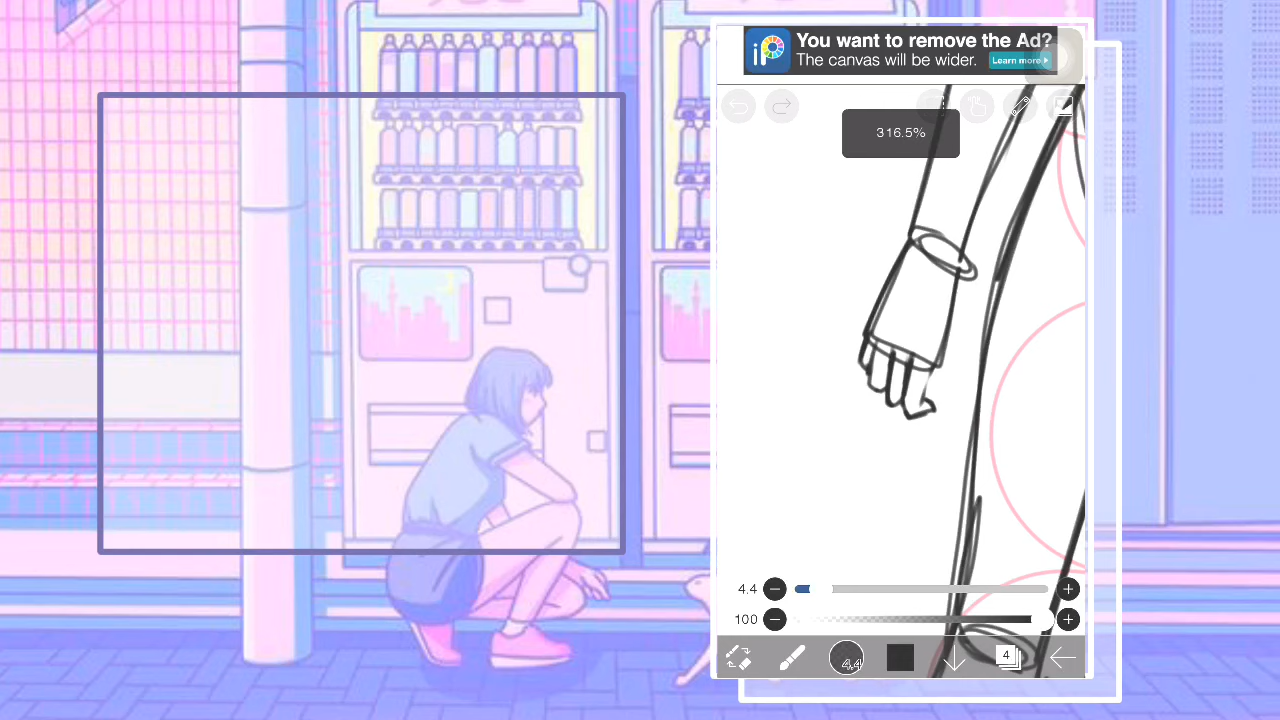 iP
You want to remove the Ad?
The canvas will be wider.
Learn more
316.5%
4.4
100
4.4
4